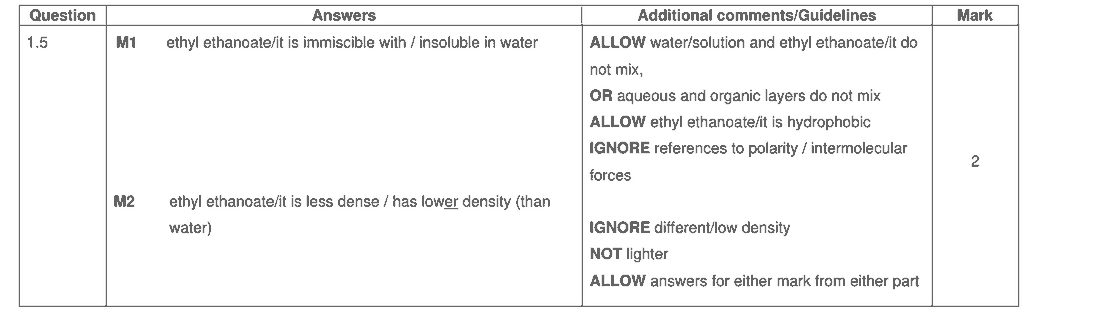 Question Answers Additional comments/Guidelines Mark
1.5 M1 ethyl ethanoate/it is immiscible with / insoluble in water ALLOW water/solution and ethyl ethanoate/it do
not mix,
OR aqueous and organic layers do not mix
ALLOW ethyl ethanoate/it is hydrophobic
IGNORE references to polarity / intermolecular
2
forces
M2 ethyl ethanoate/it is less dense / has lower density (than
water) IGNORE different/low density
NOT lighter
ALLOW answers for either mark from either part